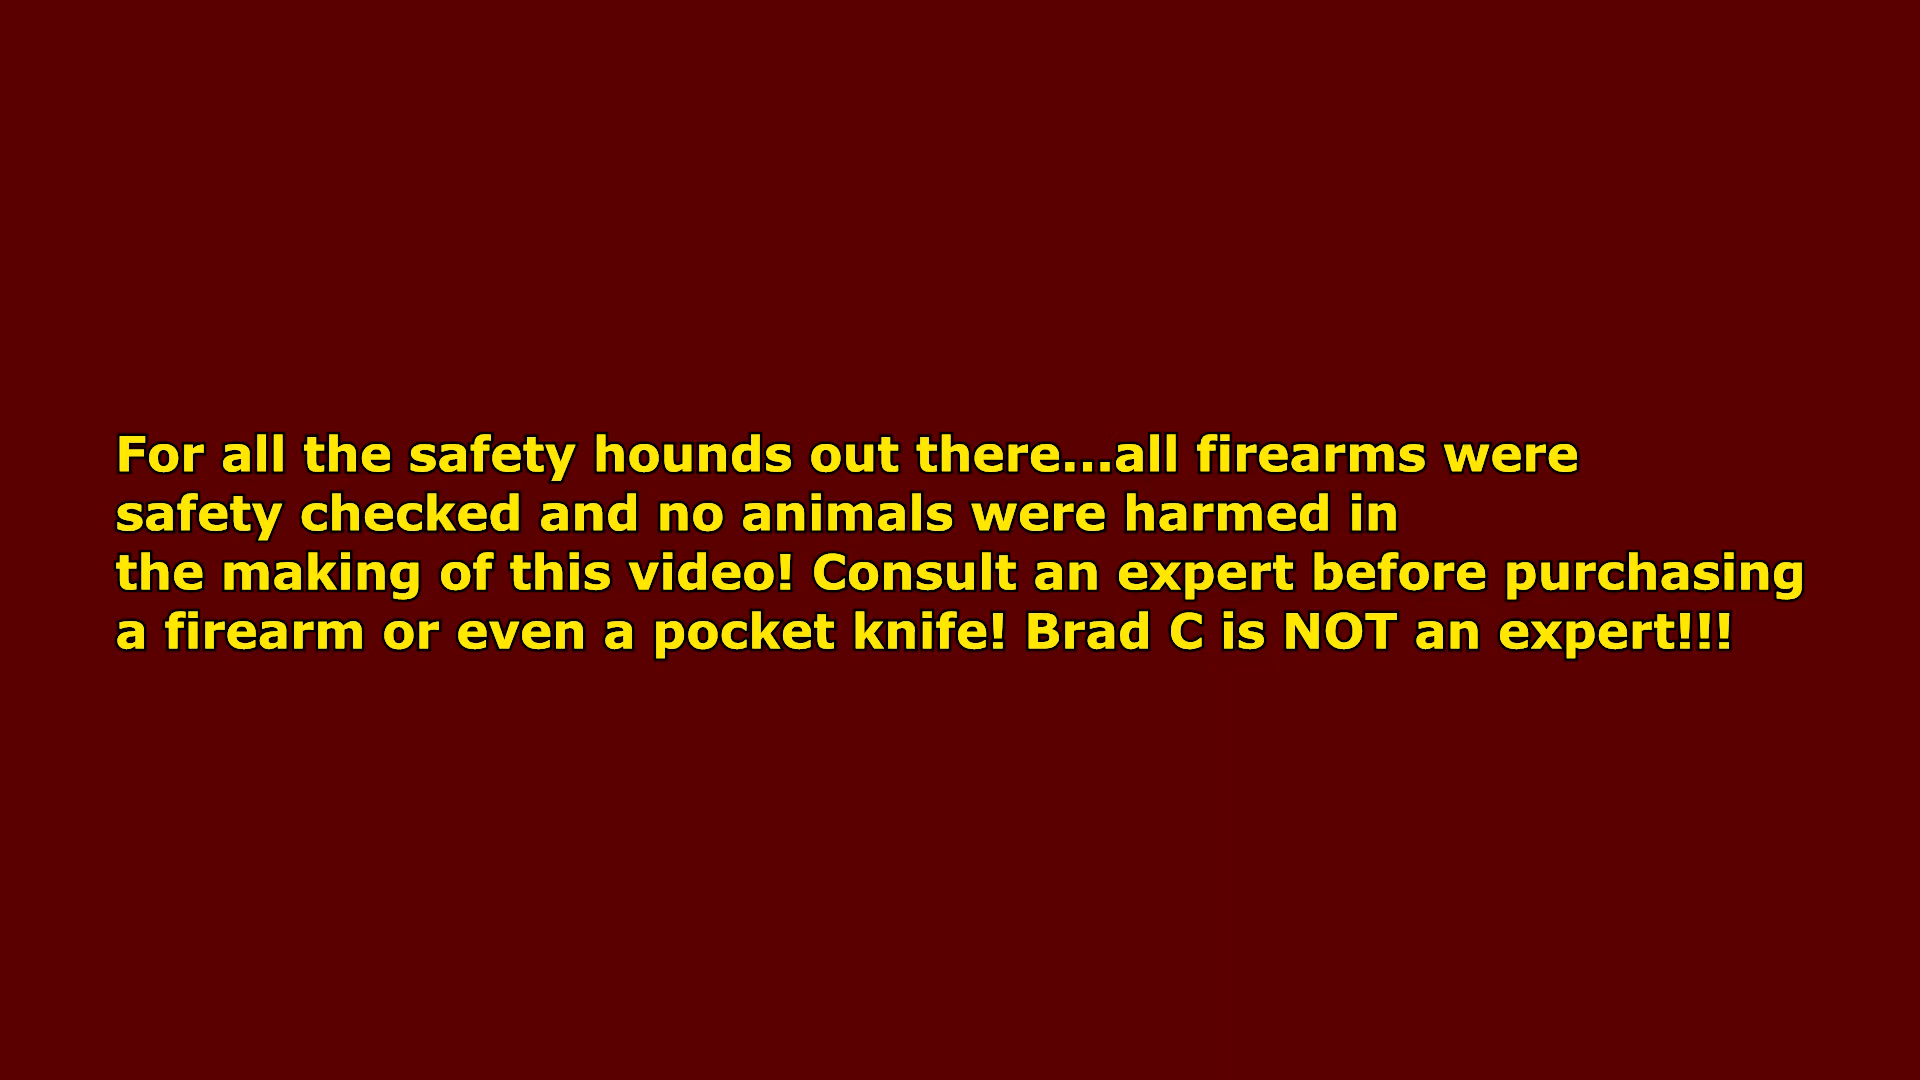 For all the safety hounds out there...all firearms were
safety checked and no animals were harmed in
the making of this video! Consult an expert before purchasing
a firearm or even a pocket knife! Brad C is NOT an expert!!!